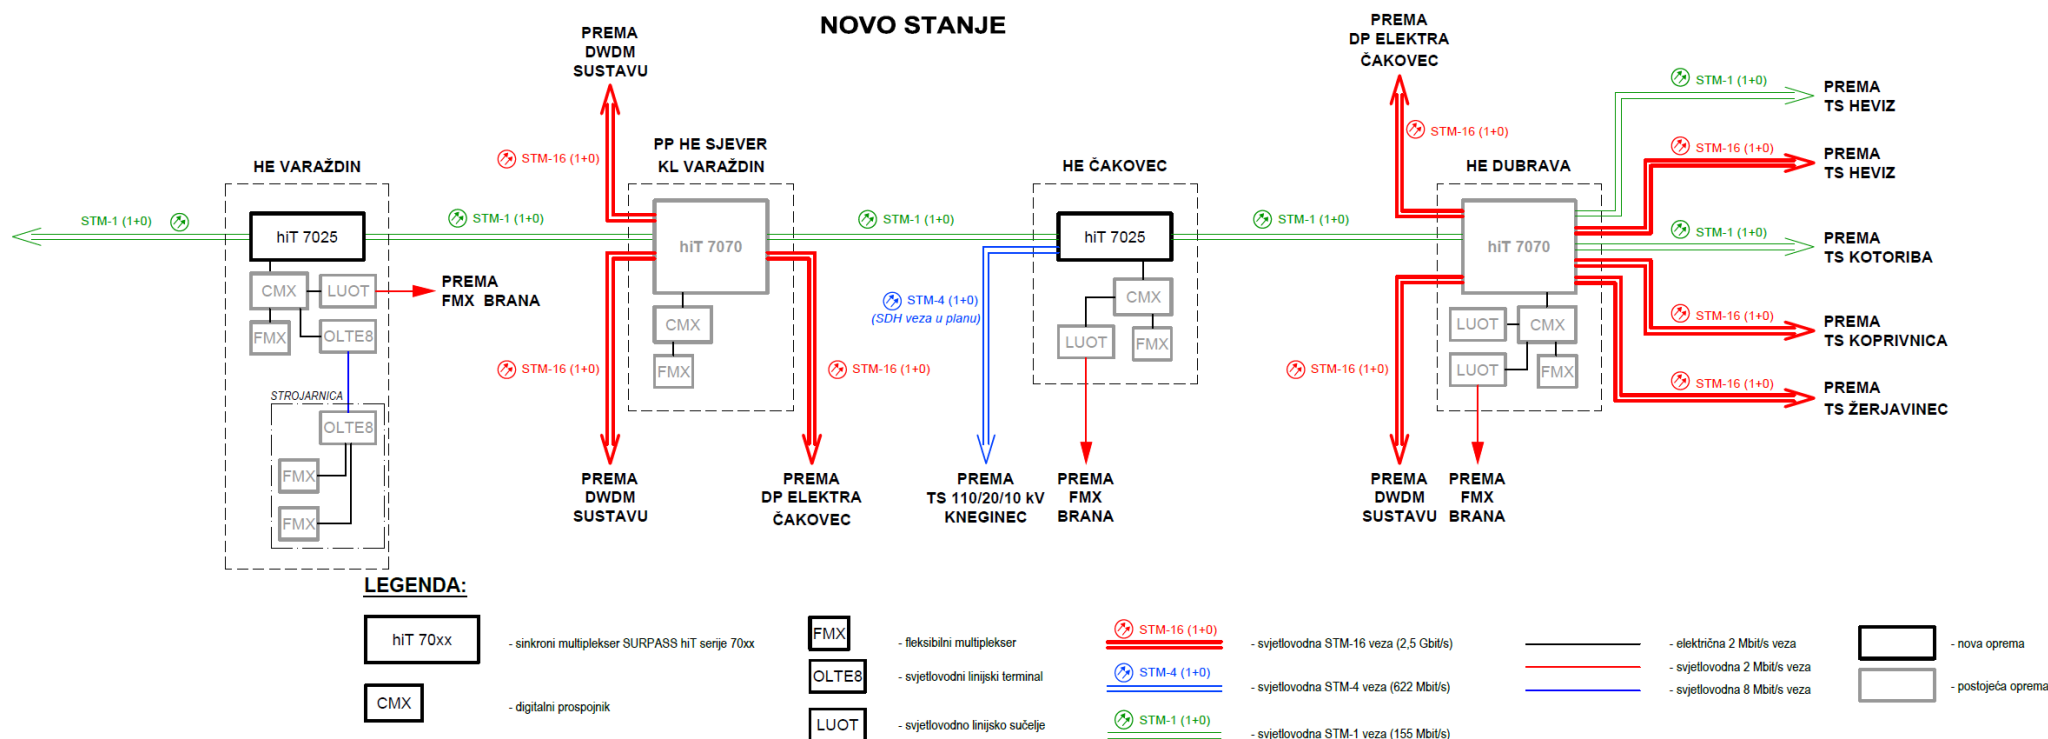 NOVO STANJE
PREMA
DWDM
SUSTAVU
PREMA
DP ELEKTRA
ČAKOVEC
STM-1 (1+0)
PREMA
TS HEVIZ
STM-16 (1+0)
STM-16 (1+0)
PREMA
TS HEVIZ
STM-16 (1+0)
PP HE SJEVER
KL VARAŽDIN
HE VARAŽDIN
HE ČAKOVEC
HE DUBRAVA
STM-1 (1+0)
STM-1 (1+0)
STM-1 (1+0)
STM-1 (1+0)
STM-1 (1+0)
hiT 7025
hiT 7070
hiT 7025
hiT 7070
PREMA
TS KOTORIBA
CMX
LUOT
PREMA
FMX BRANA
FMX
OLTE8
CMX
FMX
STM-4 (1+0)
(SDH veza u planu)
CMX
LUOT
FMX
LUOT
CMX
LUOT
FMX
STM-16 (1+0)
PREMA
TS KOPRIVNICA
STM-16 (1+0)
STM-16 (1+0)
STM-16 (1+0)
STM-16 (1+0)
PREMA
TS ŽERJAVINEC
STROJARNICA
OLTE8
FMX
FMX
PREMA
DWDM
SUSTAVU
PREMA
DP ELEKTRA
ČAKOVEC
PREMA
TS 110/20/10 kV
KNEGINEC
PREMA
FMX
BRANA
PREMA
DWDM
SUSTAVU
PREMA
FMX
BRANA
LEGENDA:
hiT 70xx
- sinkroni multiplekser SURPASS hiT serije 70xx
CMX
- digitalni prospojnik
FMX
- fleksibilni multiplekser
OLTE8
- svjetlovodni linijski terminal
LUOT
- svjetlovodno linijsko sučelje
STM-16 (1+0)
- svjetlovodna STM-16 veza (2,5 Gbit/s)
STM-4 (1+0)
- svjetlovodna STM-4 veza (622 Mbit/s)
STM-1 (1+0)
- svjetlovodna STM-1 veza (155 Mbit/s)
- električna 2 Mbit/s veza
- svjetlovodna 2 Mbit/s veza
- svjetlovodna 8 Mbit/s veza
- nova oprema
- postojeća oprema